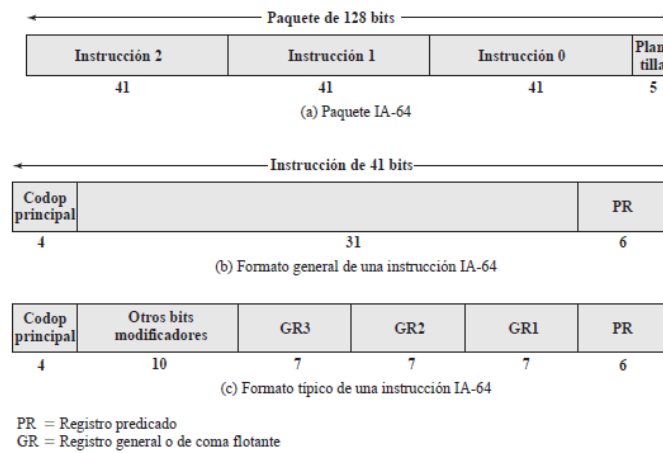 Paquete de 128 bits
Instrucción 2 Instrucción 1 Instrucción 0 Plan
tilla
41 41 41 5
(a) Paquete IA-64
Instrucción de 41 bits
Codop
principal PR
4 31 6
(b) Formato general de una instrucción IA-64
Codop
principal Otros bits
modificadores GR3 GR2 GR1 PR
4 10 7 7 7 6
(c) Formato típico de una instrucción IA-64
PR = Registro predicado
GR = Registro general o de coma flotante